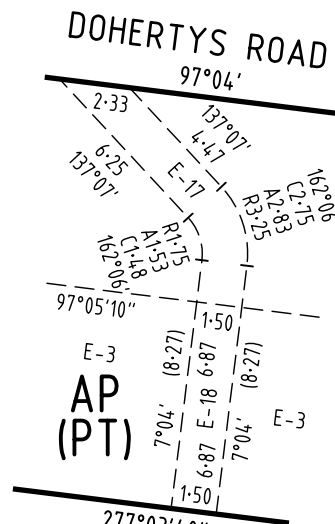 DOHERTYS ROAD
97°04'
2·33
137°07'
4·47
6·25
137°07'
E-17
162°06
C2·75
A2·83
R3·25
R1·75
A1·53
C1·48
162°06'
97°05'10"
1·50
E-3
AP
(PT)
(8·27)
7°04'
6·87
E-18
6·87
(8·27)
7°04'
E-3
1·50